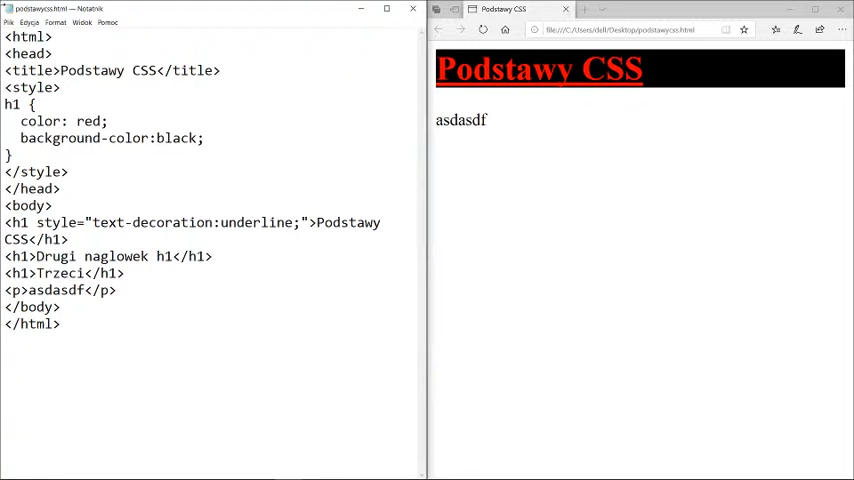 podstawycss.html — Notatnik
Plik Edycja Format Widok Pomoc
<html>
<head>
<title>Podstawy CSS</title>
<style>
h1 {
color: red;
background-color:black;
}
</style>
</head>
<body>
<h1 style="text-decoration:underline;">Podstawy
CSS</h1>
<h1>Drugi naglowek h1</h1>
<h1>Trzeci</h1>
<p>asdasdf</p>
</body>
</html>
Podstawy CSS
file:///C:/Users/dell/Desktop/podstawycss.html
Podstawy CSS
asdasdf